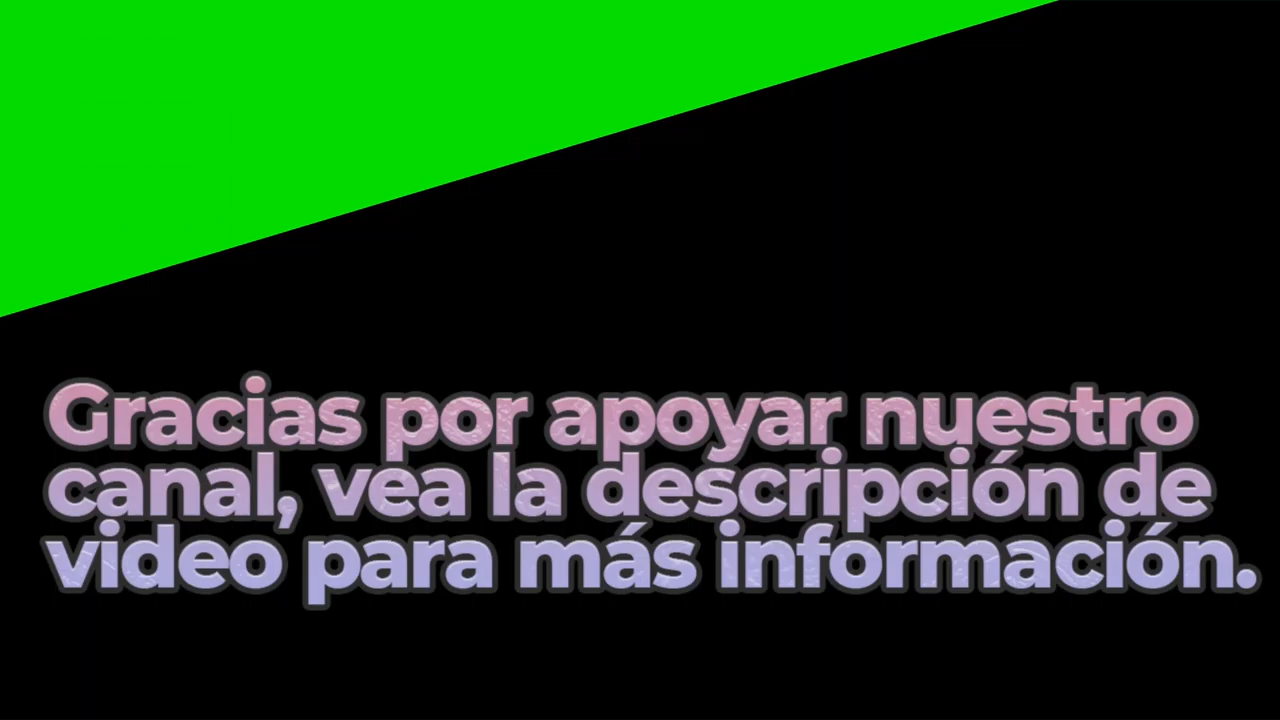 Gracias por apoyar nuestro
canal, vea la descripción de
video para más información.